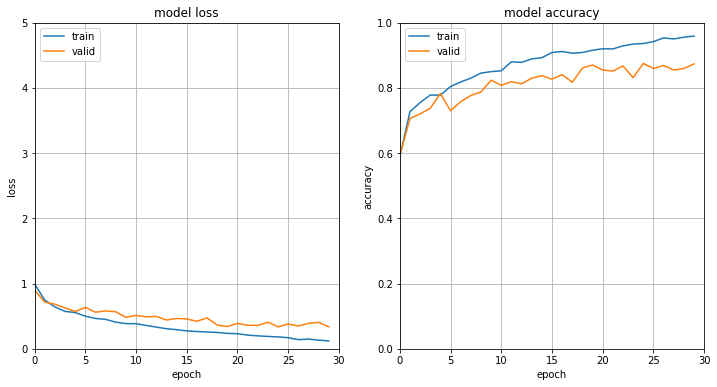 model loss
5
4
3
2
1
0
loss
train
valid
0 5 10 15 20 25 30
epoch
model accuracy
1.0
0.8
0.6
0.4
0.2
0.0
accuracy
train
valid
0 5 10 15 20 25 30
epoch